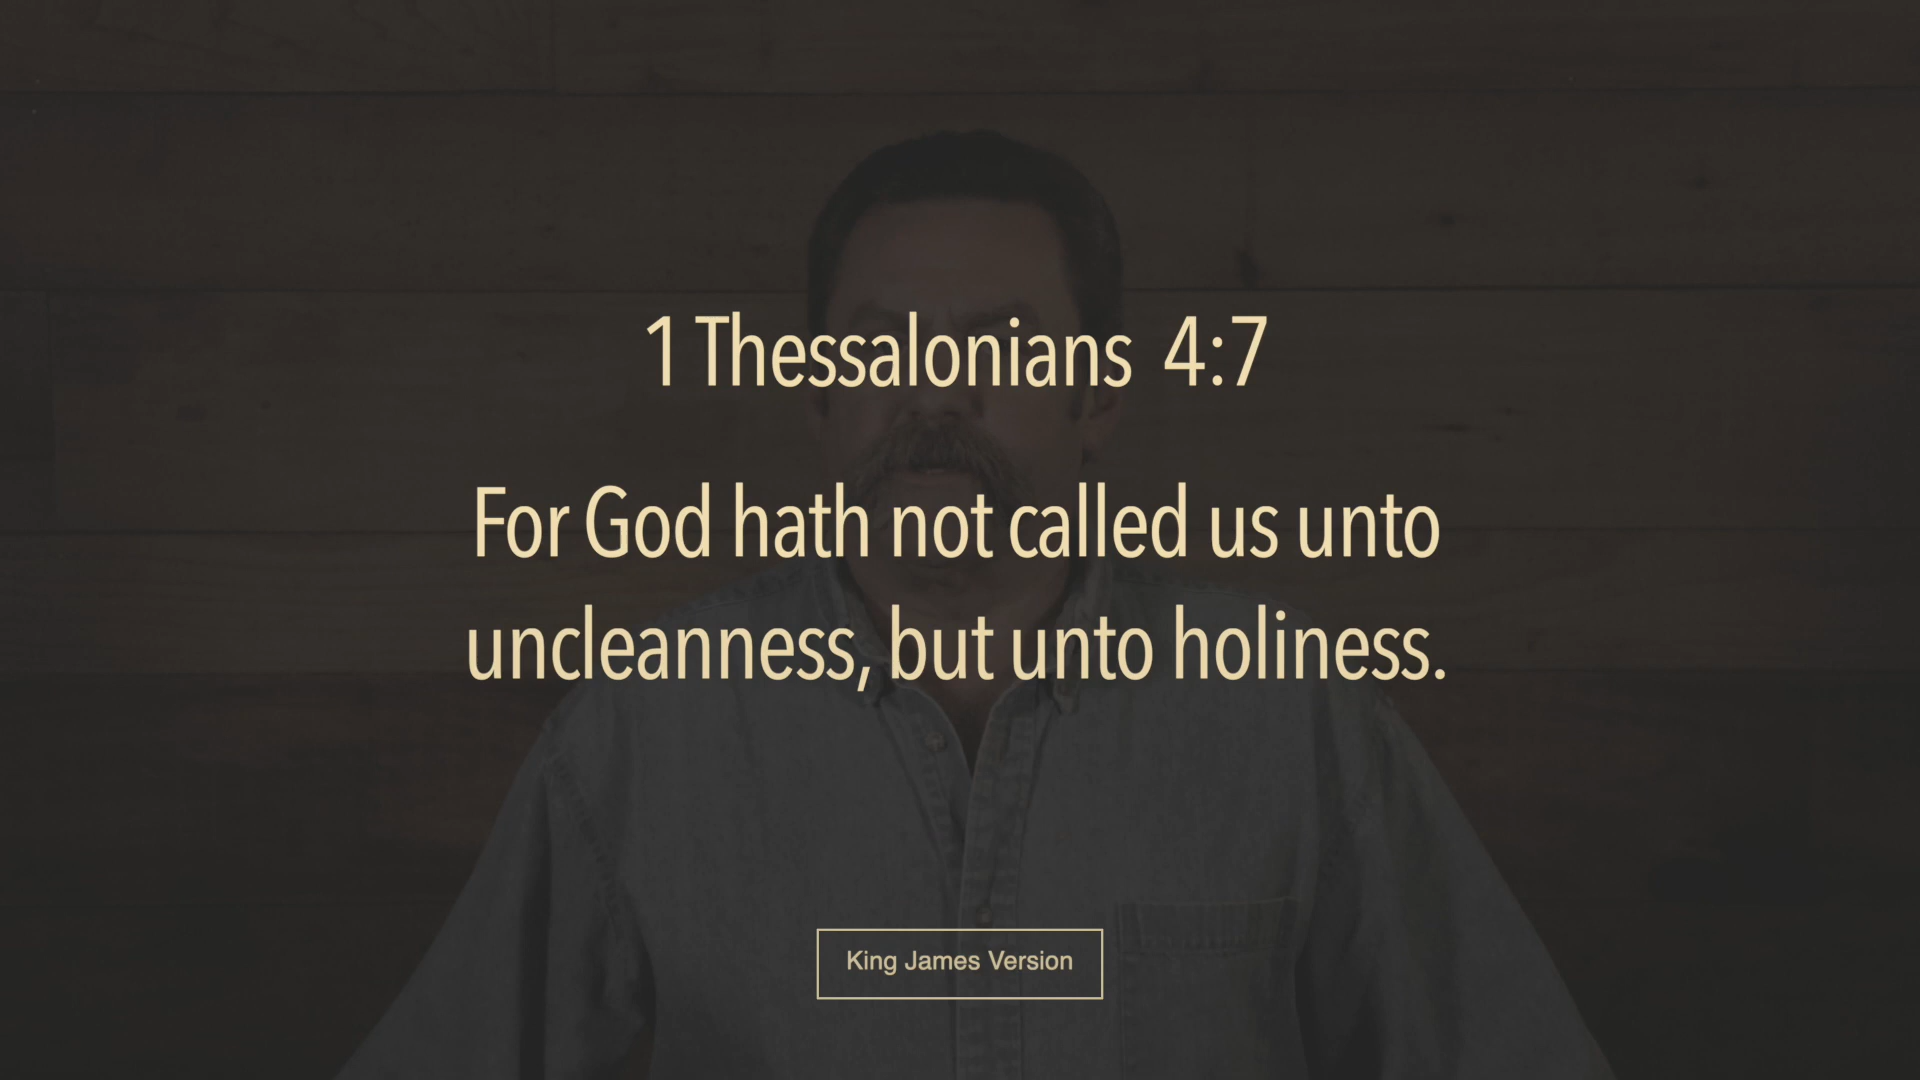 1 Thessalonians 4:7
For God hath not called us unto
uncleanness, but unto holiness.
King James Version